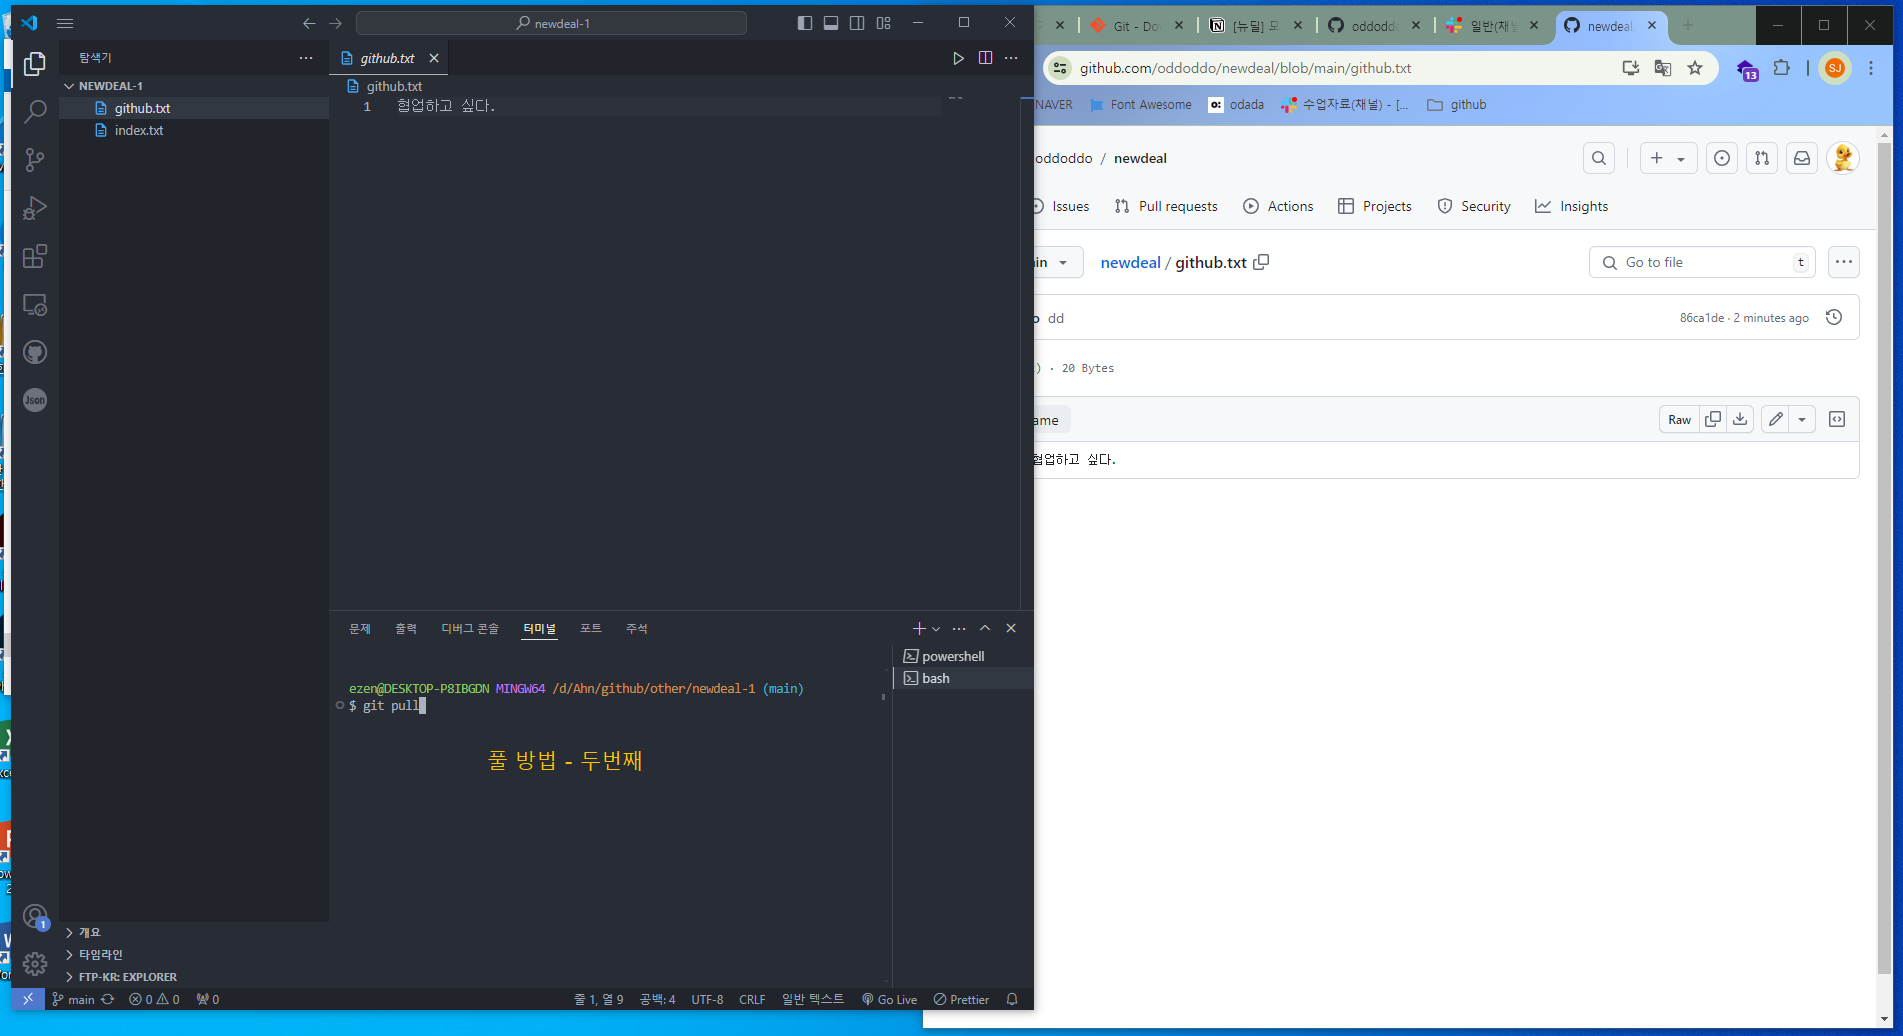 newdeal-1
탐색기
github.txt
NEWDEAL-1
github.txt
index.txt
github.txt
1 협업하고 싶다.
문제 출력 디버그 콘솔 터미널 포트 주석
powershell
bash
ezen@DESKTOP-P8IBGDN MINGW64 /d/Ahn/github/other/newdeal-1 (main)
$ git pull
풀 방법 - 두번째
Json
1
개요
타임라인
FTP-KR: EXPLORER
main 0 0 0
줄 1, 열 9 공백: 4 UTF-8 CRLF 일반 텍스트 Go Live Prettier
Git - Do [뉴딜] 모 oddodd 일반(채널 newdeal
github.com/oddoddo/newdeal/blob/main/github.txt
13
SJ
NAVER Font Awesome odada 수업자료(채널) - [... github
oddoddo / newdeal
Issues Pull requests Actions Projects Security Insights
newdeal / github.txt
Go to file t
dd
86ca1de · 2 minutes ago
· 20 Bytes
Raw
협업하고 싶다.